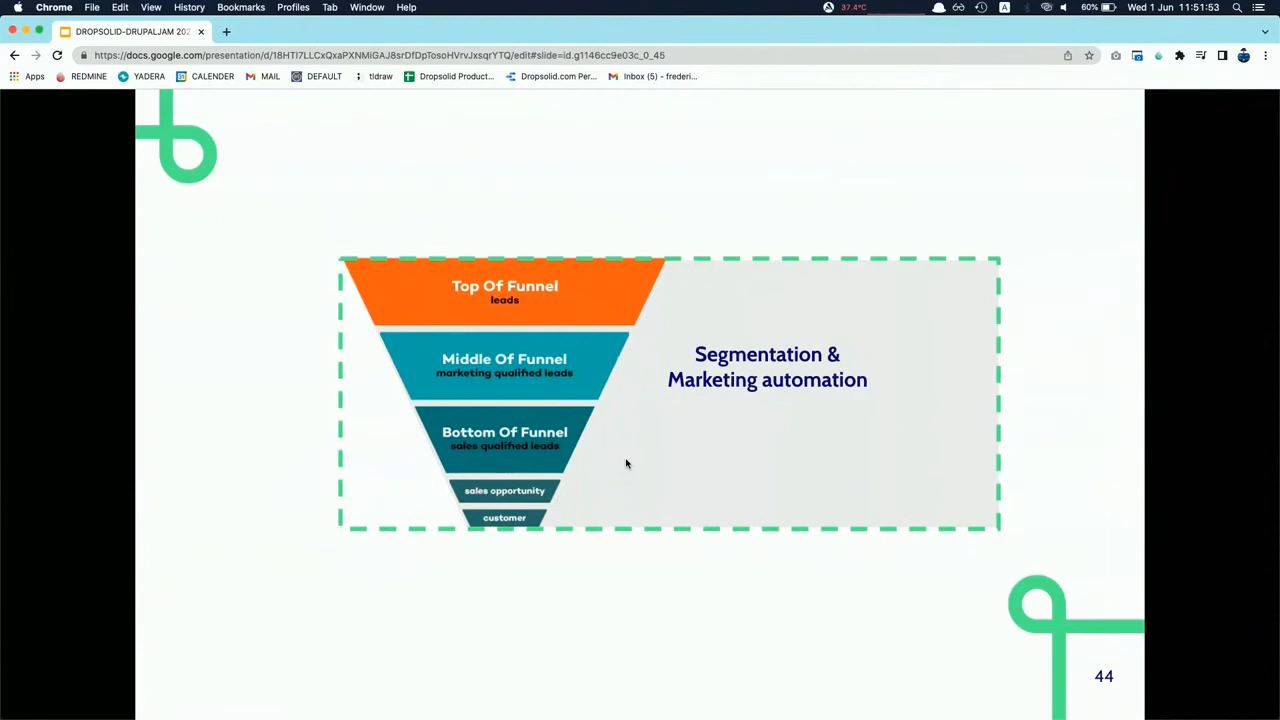 Chrome File Edit View History Bookmarks Profiles Tab Window Help 37.4°C A 60% Wed 1 Jun 11:51:53
DROPSOLID-DRUPALJAM 202
https://docs.google.com/presentation/d/18HTl7LLCxQxaPXNMiGAJ8srDfDpTosoHVrvJxsqrYTQ/edit#slide=id.g1146cc9e03c_0_45
Apps REDMINE YADERA CALENDER MAIL DEFAULT tldraw Dropsolid Product... Dropsolid.com Per... Inbox (5) – frederi...
Top Of Funnel
leads
Middle Of Funnel
marketing qualified leads
Segmentation &
Marketing automation
Bottom Of Funnel
sales qualified leads
sales opportunity
customer
44